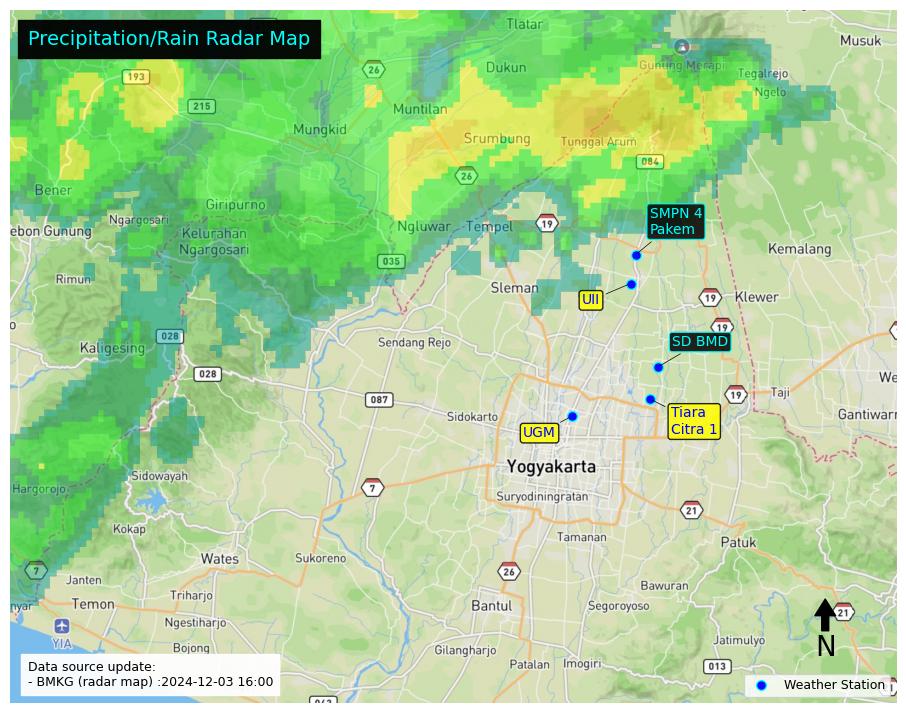 Precipitation/Rain Radar Map
Tlatar
Musuk
Gunung Merapi
Dukun
26
193
Tegalrejo
Ngelo
215
Muntilan
Mungkid
Srumbung
Tunggal Arum
084
26
Bener
Giripurno
Ngargosari
SMPN 4
Pakem
Ngluwar
Tempel
19
ebon Gunung
Kelurahan
Ngargosari
Kemalang
035
Rimun
Sleman
UII
19
Klewer
19
028
Sendang Rejo
SD BMD
Kaligesing
028
We
19
Taji
087
Sidokarto
Tiara
Citra 1
Gantiwarn
UGM
Yogyakarta
Sidowayah
Hargorojo
7
Suryodiningratan
21
Kokap
Tamanan
Patuk
Wates
Sukoreno
7
26
Janten
Bawuran
Triharjo
Temon
Bantul
Segoroyoso
nyar
21
Ngestiharjo
YIA
N
Jatimulyo
Bojong
Gilangharjo
Data source update:
Patalan
Imogiri
013
- BMKG (radar map) :2024-12-03 16:00
Weather Station